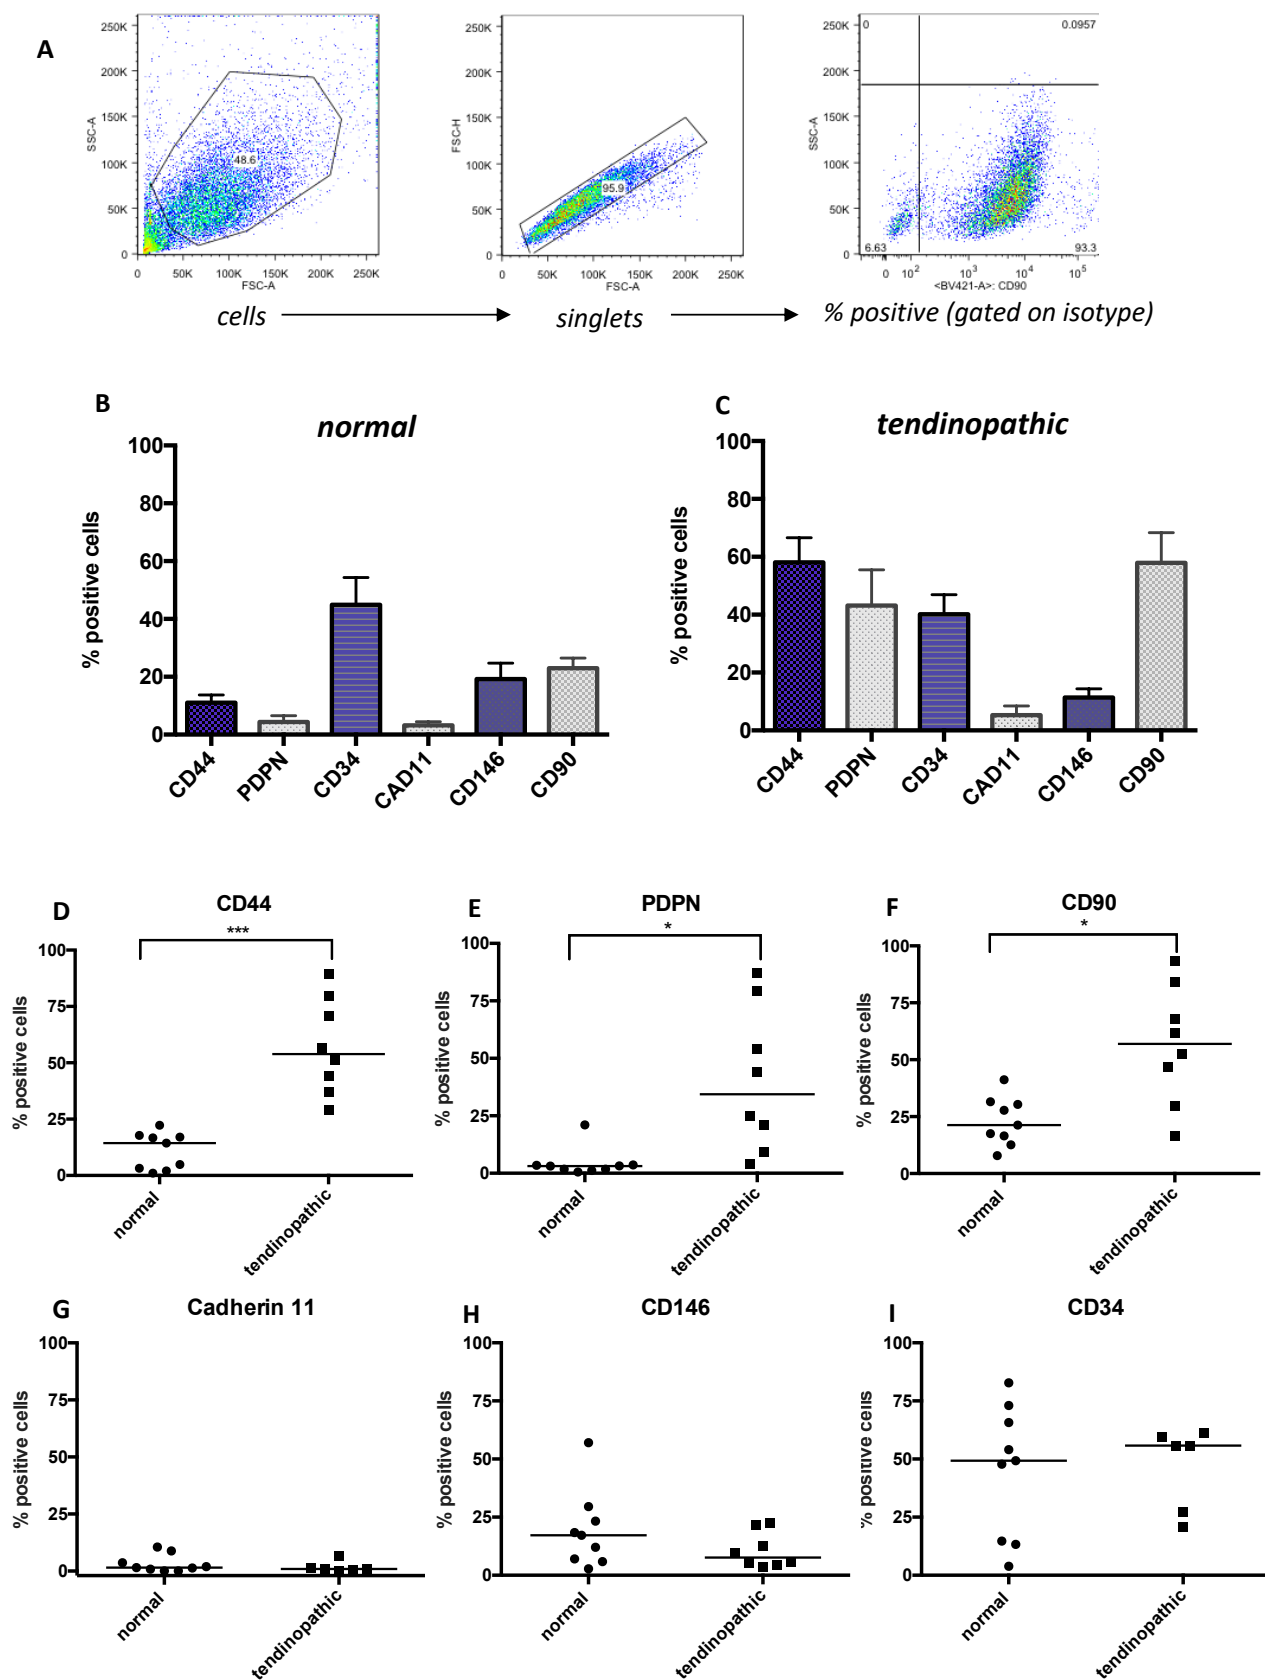 A
250K
200K
150K
100K
50K
0
SSC-A
48.6
0 50K 100K 150K 200K 250K
FSC-A
250K
200K
150K
100K
50K
0
FSC-H
95.9
0 50K 100K 150K 200K 250K
FSC-A
250K
200K
150K
100K
50K
0
SSC-A
0 0.0957
6.63 93.3
0 10² 10³ 10⁴ 10⁵
<BV421-A>: CD90
cells singlets % positive (gated on isotype)
B
normal
100
80
60
40
20
0
% positive cells
CD44 PDPN CD34 CAD11 CD146 CD90
C
tendinopathic
100
80
60
40
20
0
% positive cells
CD44 PDPN CD34 CAD11 CD146 CD90
D
CD44
***
100
75
50
25
0
% positive cells
normal tendinopathic
E
PDPN
*
100
75
50
25
0
% positive cells
normal tendinopathic
F
CD90
*
100
75
50
25
0
% positive cells
normal tendinopathic
G
Cadherin 11
100
75
50
25
0
% positive cells
normal tendinopathic
H
CD146
100
75
50
25
0
% positive cells
normal tendinopathic
I
CD34
100
75
50
25
0
% positive cells
normal tendinopathic